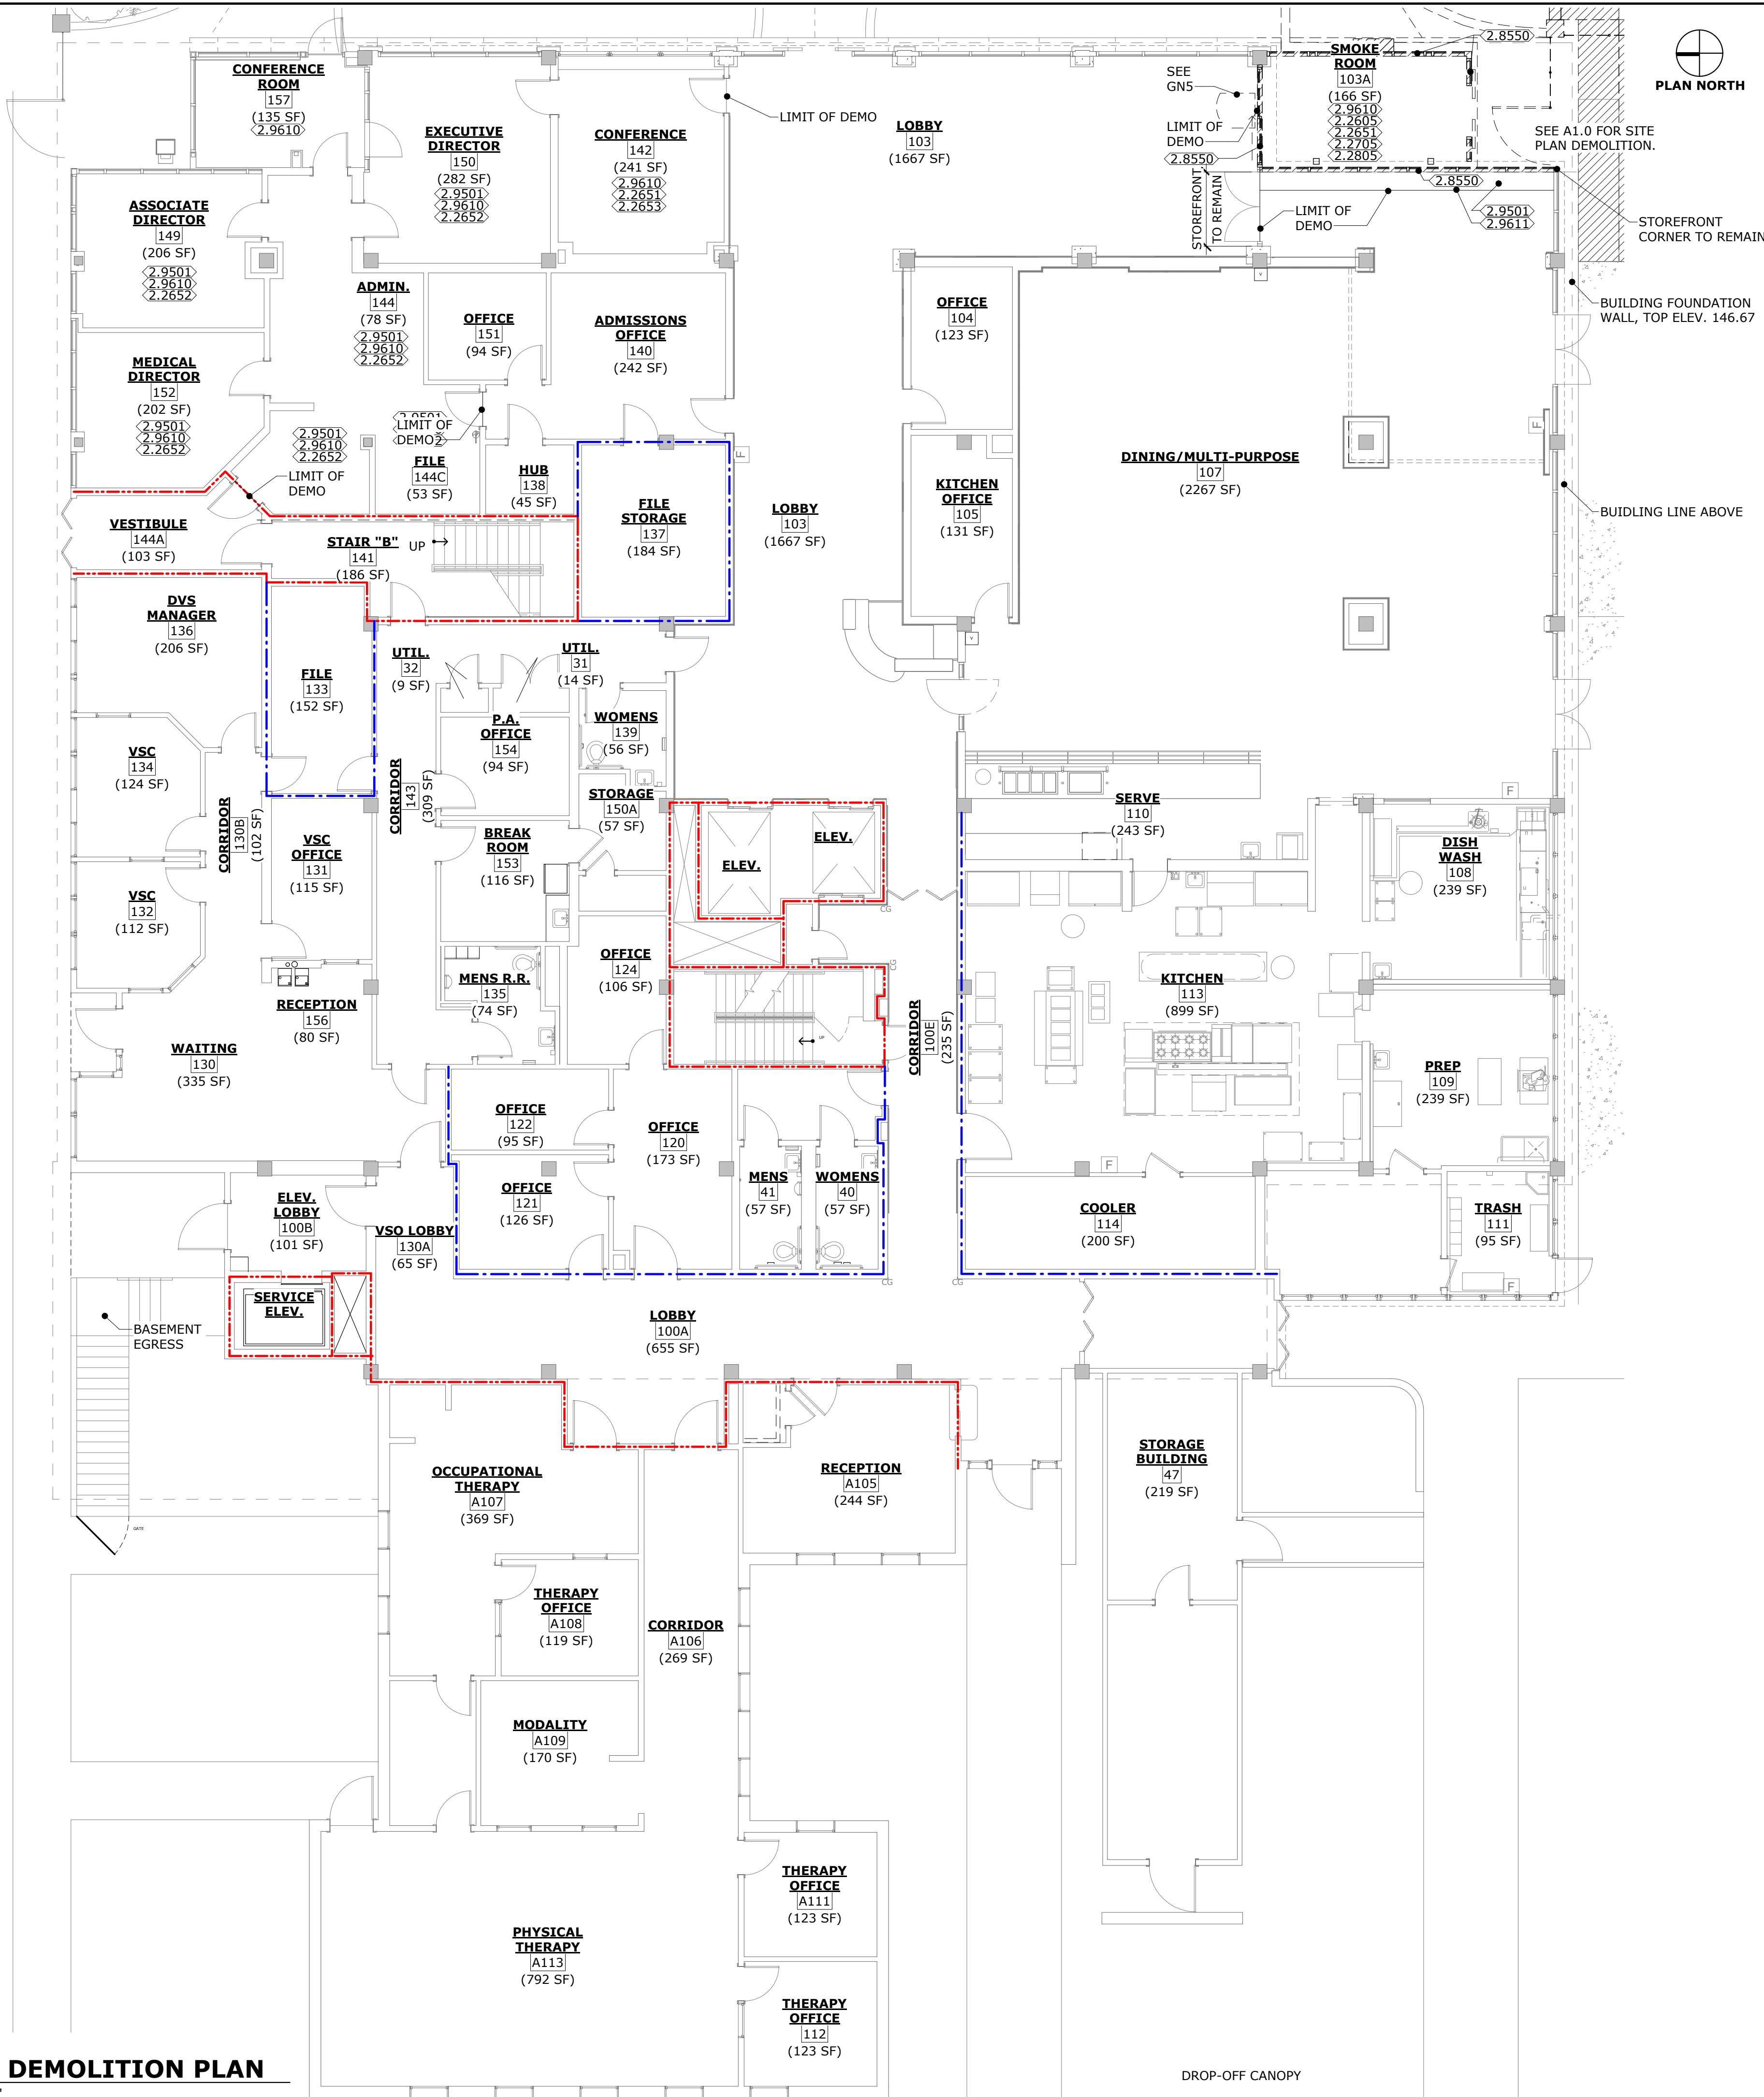 CONFERENCE
ROOM
157
(135 SF)
2.9610
EXECUTIVE
DIRECTOR
150
(282 SF)
2.9501
2.9610
2.2652
CONFERENCE
142
(241 SF)
2.9610
2.2651
2.2653
LIMIT OF DEMO
LOBBY
103
(1667 SF)
SEE
GN5
LIMIT OF
DEMO
2.8550
STOREFRONT
TO REMAIN
SMOKE
ROOM
103A
(166 SF)
2.9610
2.2605
2.2651
2.2705
2.2805
2.8550
2.8550
PLAN NORTH
SEE A1.0 FOR SITE
PLAN DEMOLITION.
LIMIT OF
DEMO
2.9501
2.9611
STOREFRONT
CORNER TO REMAIN
BUILDING FOUNDATION
WALL, TOP ELEV. 146.67
BUIDLING LINE ABOVE
ASSOCIATE
DIRECTOR
149
(206 SF)
2.9501
2.9610
2.2652
ADMIN.
144
(78 SF)
2.9501
2.9610
2.2652
OFFICE
151
(94 SF)
ADMISSIONS
OFFICE
140
(242 SF)
OFFICE
104
(123 SF)
MEDICAL
DIRECTOR
152
(202 SF)
2.9501
2.9610
2.2652
2.9501
2.9610
2.2652
LIMIT OF
DEMO
2.9501
LIMIT OF
DEMO
FILE
144C
(53 SF)
HUB
138
(45 SF)
F
FILE
STORAGE
137
(184 SF)
LOBBY
103
(1667 SF)
KITCHEN
OFFICE
105
(131 SF)
DINING/MULTI-PURPOSE
107
(2267 SF)
F
V
V
VESTIBULE
144A
(103 SF)
STAIR "B"
141
(186 SF)
UP
DVS
MANAGER
136
(206 SF)
FILE
133
(152 SF)
UTIL.
32
(9 SF)
UTIL.
31
(14 SF)
P.A.
OFFICE
154
(94 SF)
WOMENS
139
(56 SF)
VSC
134
(124 SF)
CORRIDOR
130B
(102 SF)
CORRIDOR
143
(309 SF)
STORAGE
150A
(57 SF)
VSC
OFFICE
131
(115 SF)
BREAK
ROOM
153
(116 SF)
ELEV.
ELEV.
SERVE
110
(243 SF)
F
DISH
WASH
108
(239 SF)
VSC
132
(112 SF)
CG
CG
OFFICE
124
(106 SF)
MENS R.R.
135
(74 SF)
KITCHEN
113
(899 SF)
RECEPTION
156
(80 SF)
WAITING
130
(335 SF)
UP
CORRIDOR
100E
(235 SF)
PREP
109
(239 SF)
OFFICE
122
(95 SF)
OFFICE
120
(173 SF)
OFFICE
121
(126 SF)
MENS
41
(57 SF)
WOMENS
40
(57 SF)
F
COOLER
114
(200 SF)
TRASH
111
(95 SF)
F
ELEV.
LOBBY
100B
(101 SF)
VSO LOBBY
130A
(65 SF)
CG
CG
SERVICE
ELEV.
BASEMENT
EGRESS
LOBBY
100A
(655 SF)
OCCUPATIONAL
THERAPY
A107
(369 SF)
RECEPTION
A105
(244 SF)
STORAGE
BUILDING
47
(219 SF)
GATE
THERAPY
OFFICE
A108
(119 SF)
CORRIDOR
A106
(269 SF)
MODALITY
A109
(170 SF)
THERAPY
OFFICE
A111
(123 SF)
PHYSICAL
THERAPY
A113
(792 SF)
THERAPY
OFFICE
112
(123 SF)
DEMOLITION PLAN
DROP-OFF CANOPY